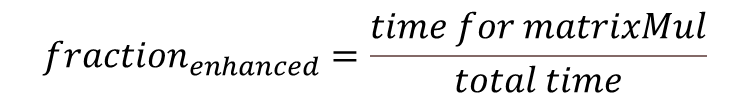 fraction_enhanced = time for matrixMul / total time